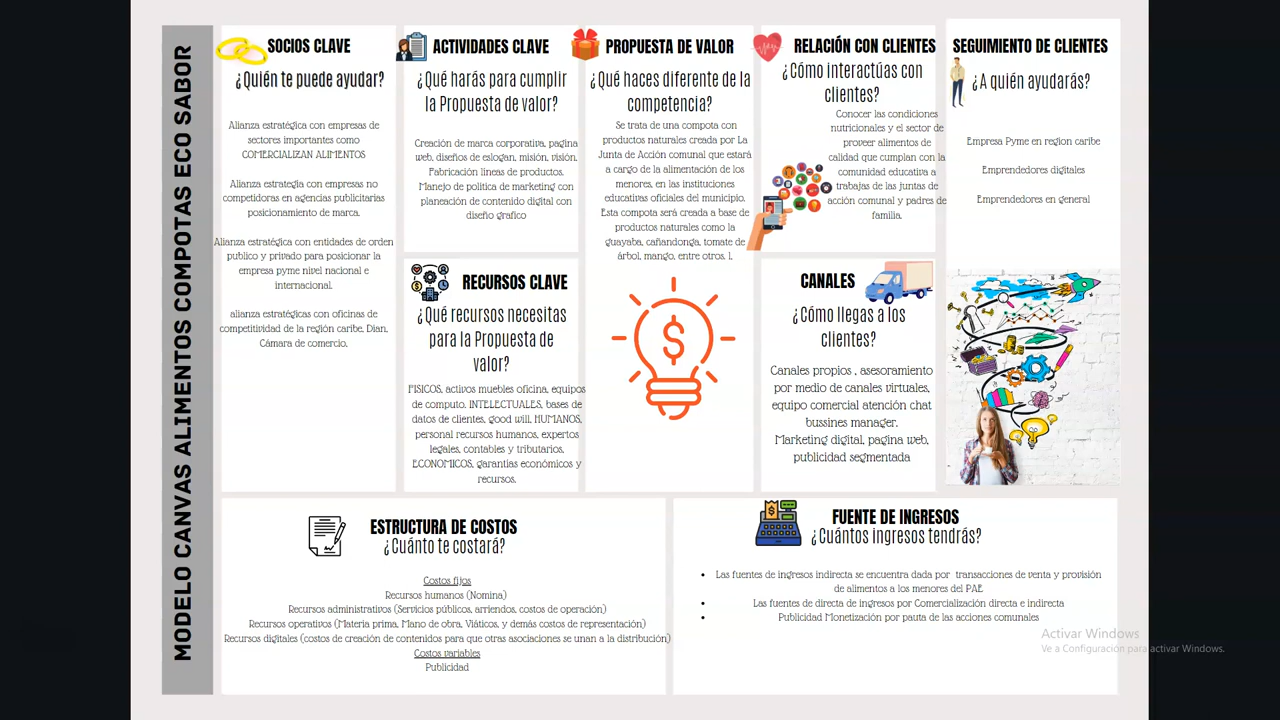 MODELO CANVAS ALIMENTOS COMPOTAS ECO SABOR
SOCIOS CLAVE
¿Quién te puede ayudar?
Alianza estratégica con empresas de
sectores importantes como
COMERCIALIZAN ALIMENTOS
Alianza estrategia con empresas no
competidoras en agencias publicitarias
posicionamiento de marca.
Alianza estratégica con entidades de orden
publico y privado para posicionar la
empresa pyme nivel nacional e
internacional.
alianza estratégicas con oficinas de
competitividad de la región caribe. Dian,
Cámara de comercio.
ACTIVIDADES CLAVE
¿Qué harás para cumplir
la Propuesta de valor?
Creación de marca corporativa, pagina
web, diseños de eslogan, misión, visión.
Fabricación líneas de productos.
Manejo de política de marketing con
planeación de contenido digital con
diseño grafico
RECURSOS CLAVE
¿Qué recursos necesitas
para la Propuesta de
valor?
FISICOS, activos muebles oficina, equipos
de computo. INTELECTUALES, bases de
datos de clientes, good will, HUMANOS,
personal recursos humanos, expertos
legales, contables y tributarios,
ECONOMICOS, garantías económicos y
recursos.
PROPUESTA DE VALOR
¿Qué haces diferente de la
competencia?
Se trata de una compota con
productos naturales creada por La
Junta de Acción comunal que estará
a cargo de la alimentación de los
menores, en las instituciones
educativas oficiales del municipio.
Esta compota será creada a base de
productos naturales como la
guayaba, cañandonga, tomate de
árbol, mango, entre otros. 1.
$
RELACIÓN CON CLIENTES
¿Cómo interactúas con
clientes?
Conocer las condiciones
nutricionales y el sector de
proveer alimentos de
calidad que cumplan con la
comunidad educativa a
trabajas de las juntas de
acción comunal y padres de
familia.
CANALES
¿Cómo llegas a los
clientes?
Canales propios , asesoramiento
por medio de canales virtuales,
equipo comercial atención chat
bussines manager.
Marketing digital, pagina web,
publicidad segmentada
SEGUIMIENTO DE CLIENTES
¿A quién ayudarás?
Empresa Pyme en region caribe
Emprendedores digitales
Emprendedores en general
ESTRUCTURA DE COSTOS
¿Cuánto te costará?
Costos fijos
Recursos humanos (Nomina)
Recursos administrativos (Servicios públicos, arriendos, costos de operación)
Recursos operativos (Materia prima, Mano de obra, Viáticos, y demás costos de representación)
Recursos digitales (costos de creación de contenidos para que otras asociaciones se unan a la distribución)
Costos variables
Publicidad
FUENTE DE INGRESOS
¿Cuántos ingresos tendrás?
• Las fuentes de ingresos indirecta se encuentra dada por transacciones de venta y provisión
de alimentos a los menores del PAE
• Las fuentes de directa de ingresos por Comercialización directa e indirecta
• Publicidad Monetización por pauta de las acciones comunales
Activar Windows
Ve a Configuración para activar Windows.